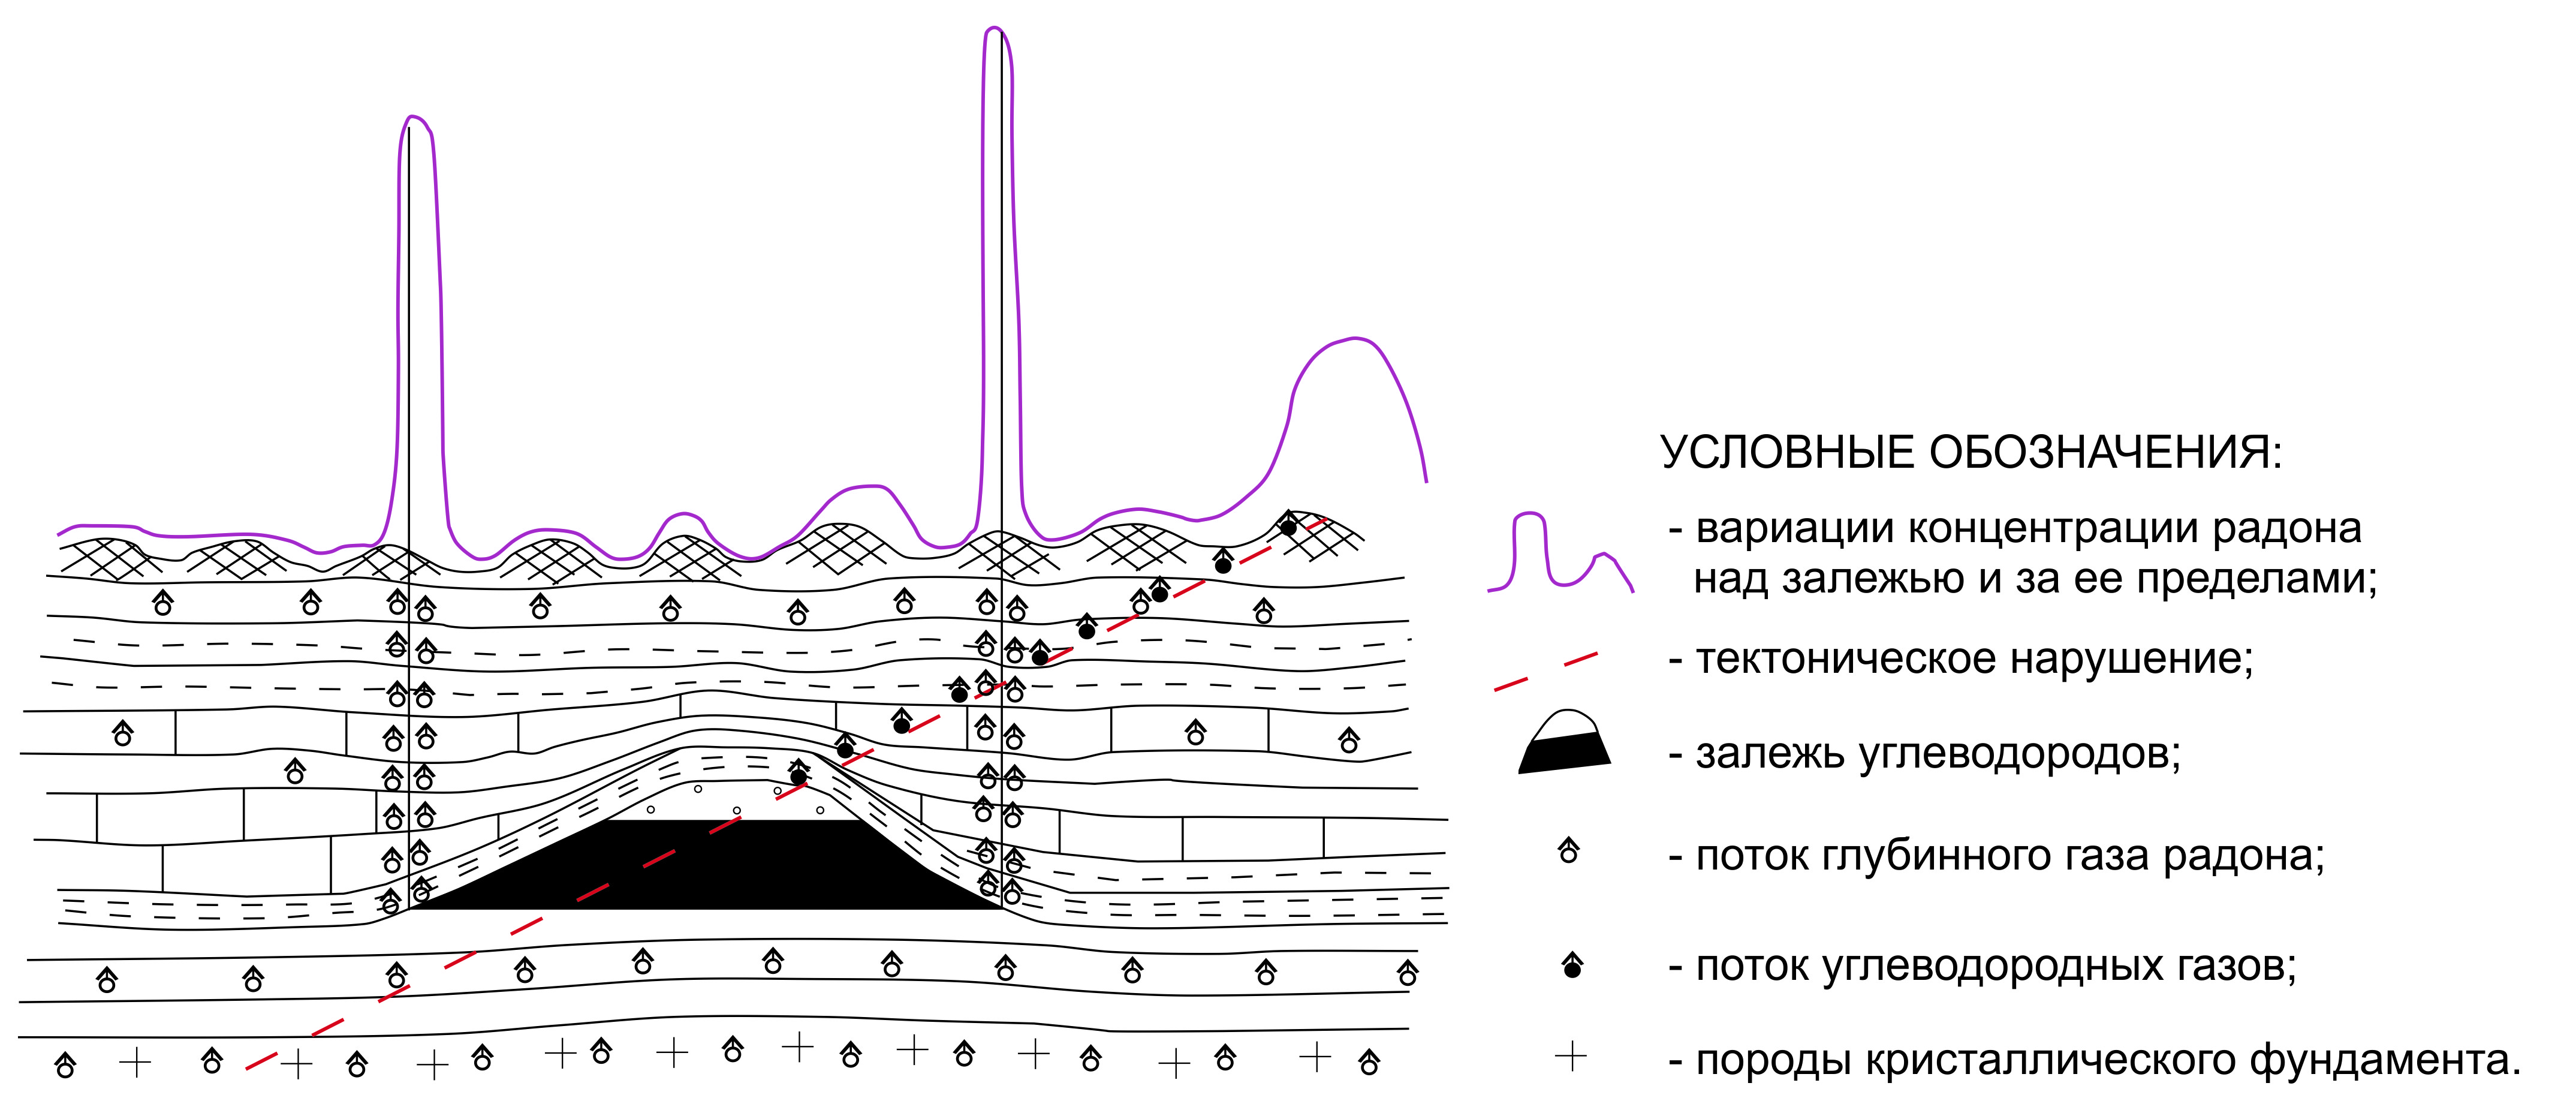 УСЛОВНЫЕ ОБОЗНАЧЕНИЯ:
- вариации концентрации радона
над залежью и за ее пределами;
- тектоническое нарушение;
- залежь углеводородов;
- поток глубинного газа радона;
- поток углеводородных газов;
- породы кристаллического фундамента.